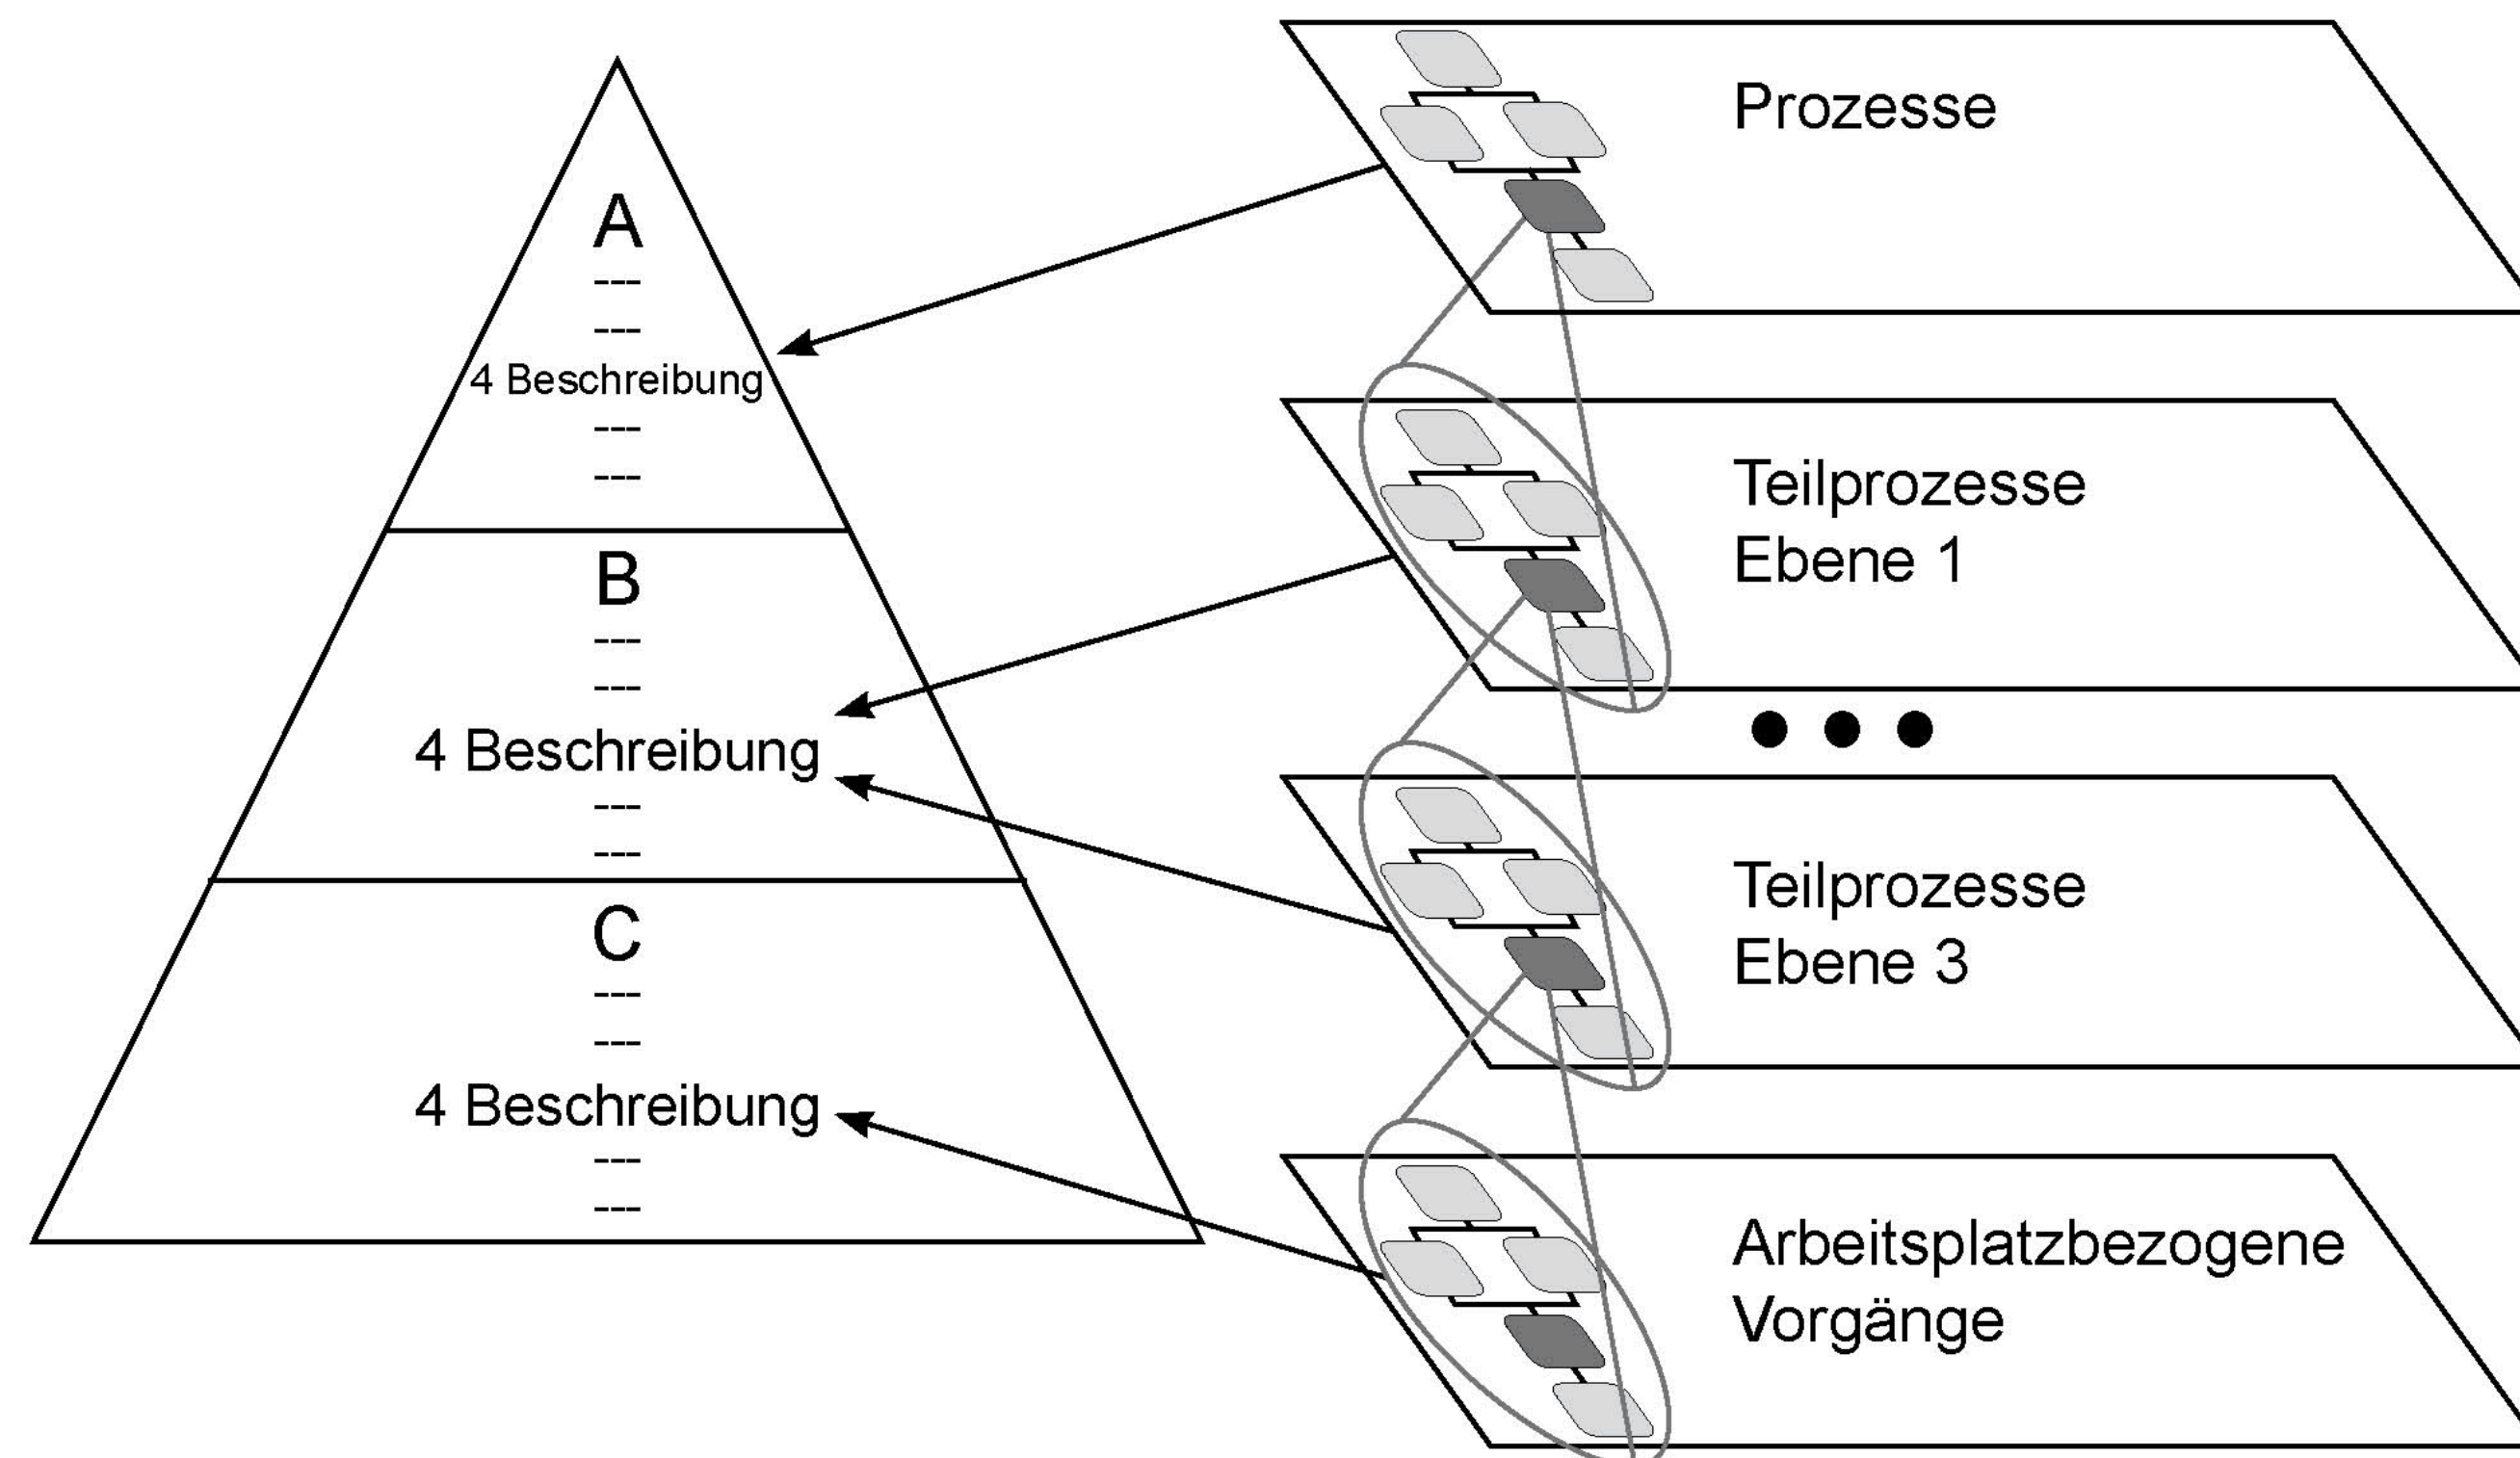 A
---
---
4 Beschreibung
---
---
B
---
---
4 Beschreibung
---
---
C
---
---
4 Beschreibung
---
---
Prozesse
Teilprozesse
Ebene 1
Teilprozesse
Ebene 3
Arbeitsplatzbezogene
Vorgänge